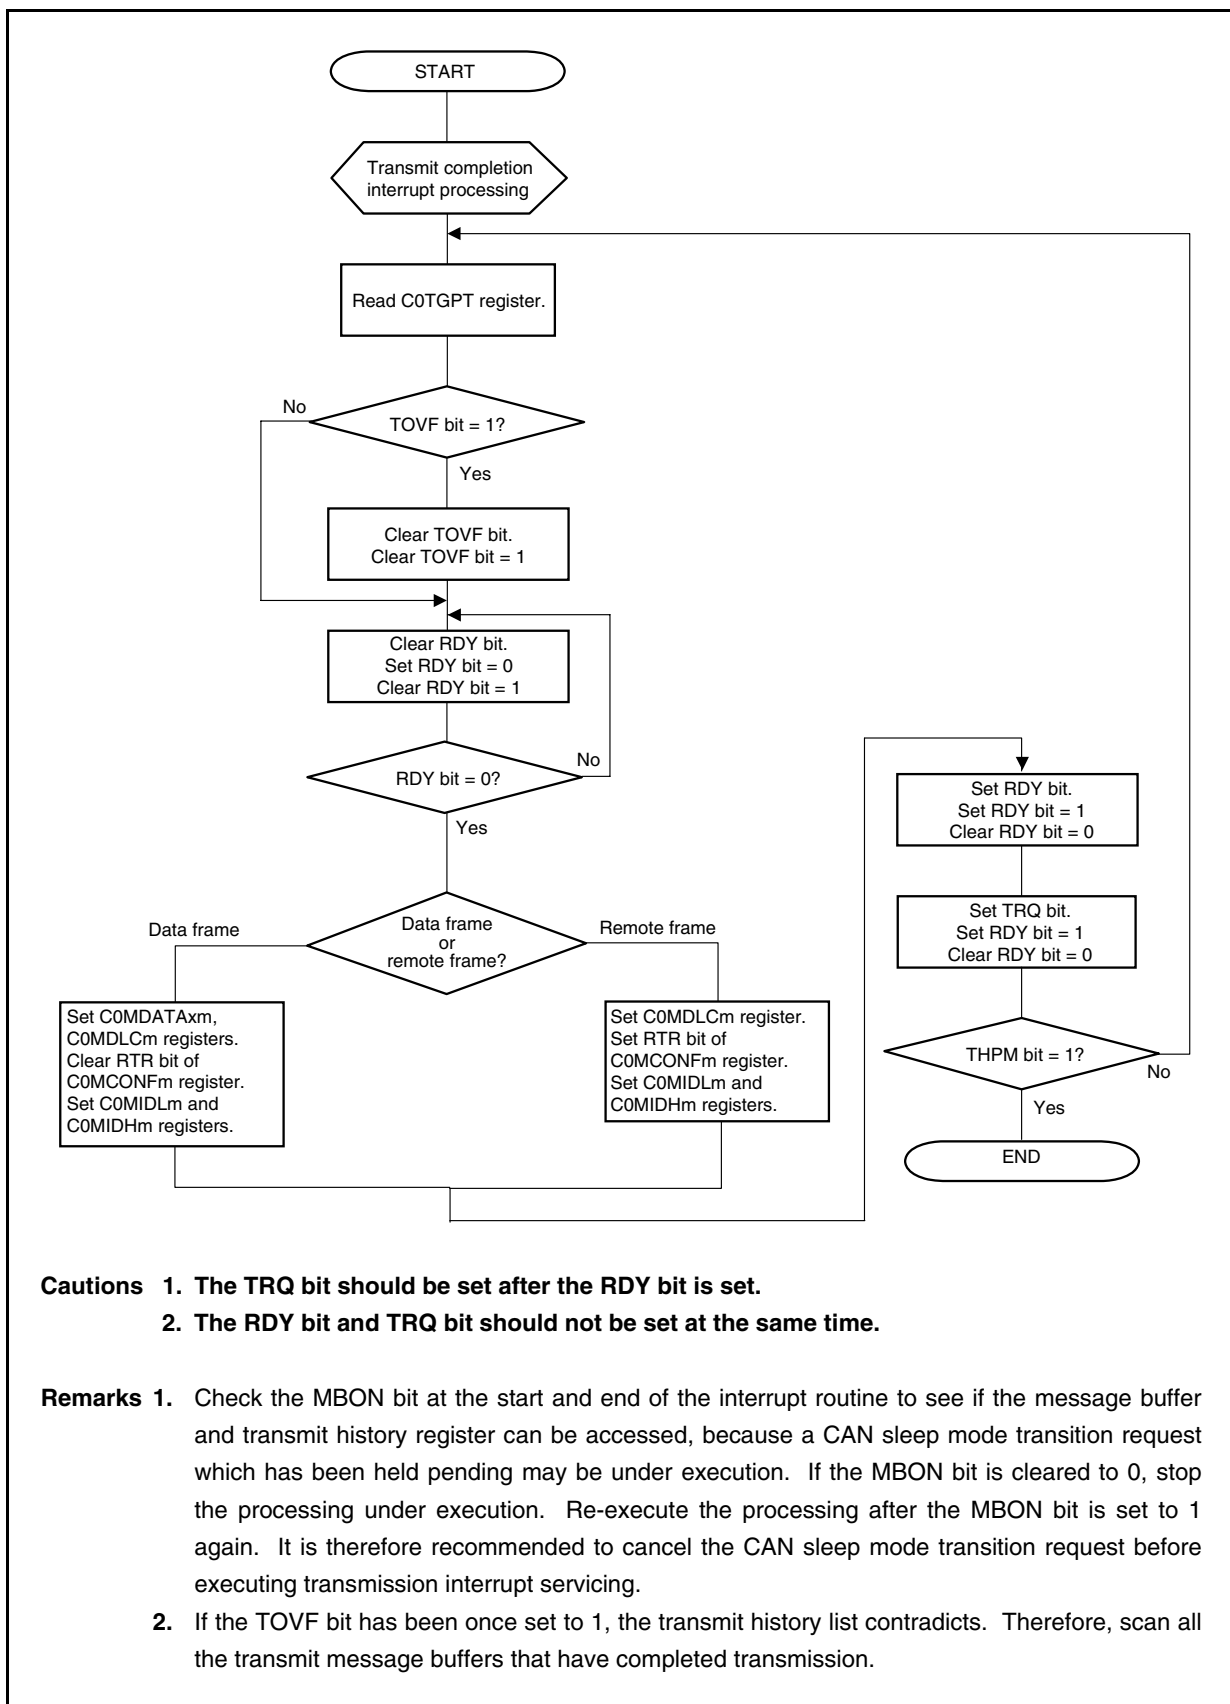 START
Transmit completion
interrupt processing
Read C0TGPT register.
No
TOVF bit = 1?
Yes
Clear TOVF bit.
Clear TOVF bit = 1
Clear RDY bit.
Set RDY bit = 0
Clear RDY bit = 1
RDY bit = 0?
No
Yes
Data frame
Data frame
or
remote frame?
Remote frame
Set C0MDATAxm,
C0MDLCm registers.
Clear RTR bit of
C0MCONFm register.
Set C0MIDLm and
C0MIDHm registers.
Set C0MDLCm register.
Set RTR bit of
C0MCONFm register.
Set C0MIDLm and
C0MIDHm registers.
Set RDY bit.
Set RDY bit = 1
Clear RDY bit = 0
Set TRQ bit.
Set RDY bit = 1
Clear RDY bit = 0
THPM bit = 1?
No
Yes
END
Cautions 1. The TRQ bit should be set after the RDY bit is set.
2. The RDY bit and TRQ bit should not be set at the same time.
Remarks 1. Check the MBON bit at the start and end of the interrupt routine to see if the message buffer
and transmit history register can be accessed, because a CAN sleep mode transition request
which has been held pending may be under execution. If the MBON bit is cleared to 0, stop
the processing under execution. Re-execute the processing after the MBON bit is set to 1
again. It is therefore recommended to cancel the CAN sleep mode transition request before
executing transmission interrupt servicing.
2. If the TOVF bit has been once set to 1, the transmit history list contradicts. Therefore, scan all
the transmit message buffers that have completed transmission.